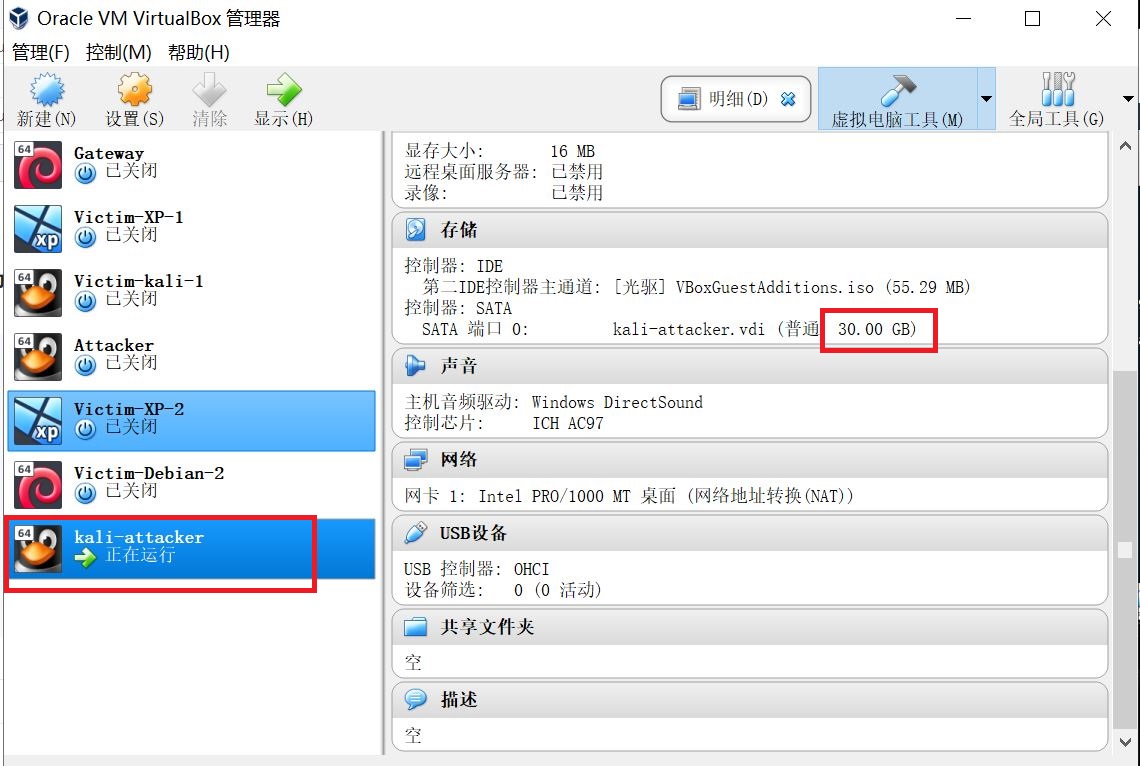 Oracle VM VirtualBox 管理器
管理(F) 控制(M) 帮助(H)
新建(N) 设置(S) 清除 显示(H) 明细(D) 虚拟电脑工具(M) 全局工具(G)
64
Gateway
已关闭
xp
Victim-XP-1
已关闭
64
Victim-kali-1
已关闭
64
Attacker
已关闭
xp
Victim-XP-2
已关闭
64
Victim-Debian-2
已关闭
64
kali-attacker
正在运行
显存大小: 16 MB
远程桌面服务器: 已禁用
录像: 已禁用
存储
控制器: IDE
第二IDE控制器主通道: [光驱] VBoxGuestAdditions.iso (55.29 MB)
控制器: SATA
SATA 端口 0: kali-attacker.vdi (普通 30.00 GB)
声音
主机音频驱动: Windows DirectSound
控制芯片: ICH AC97
网络
网卡 1: Intel PRO/1000 MT 桌面 (网络地址转换(NAT))
USB设备
USB 控制器: OHCI
设备筛选: 0 (0 活动)
共享文件夹
空
描述
空